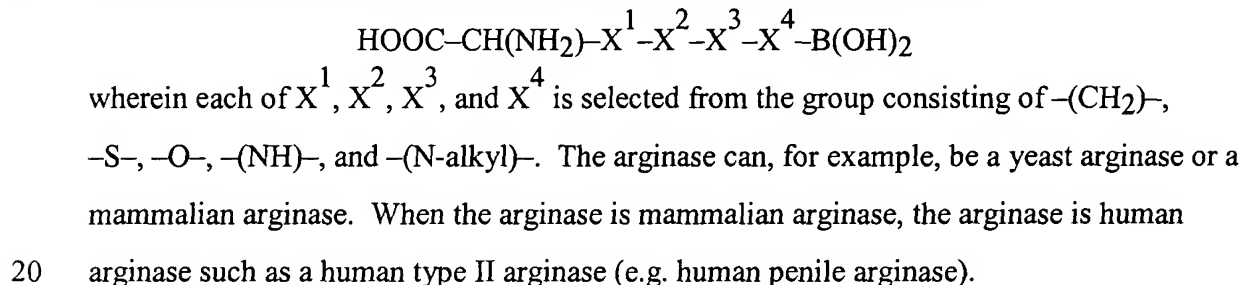 HOOC–CH(NH₂)–X¹–X²–X³–X⁴–B(OH)₂
wherein each of X¹, X², X³, and X⁴ is selected from the group consisting of –(CH₂)–,
–S–, –O–, –(NH)–, and –(N-alkyl)–. The arginase can, for example, be a yeast arginase or a
mammalian arginase. When the arginase is mammalian arginase, the arginase is human
20 arginase such as a human type II arginase (e.g. human penile arginase).